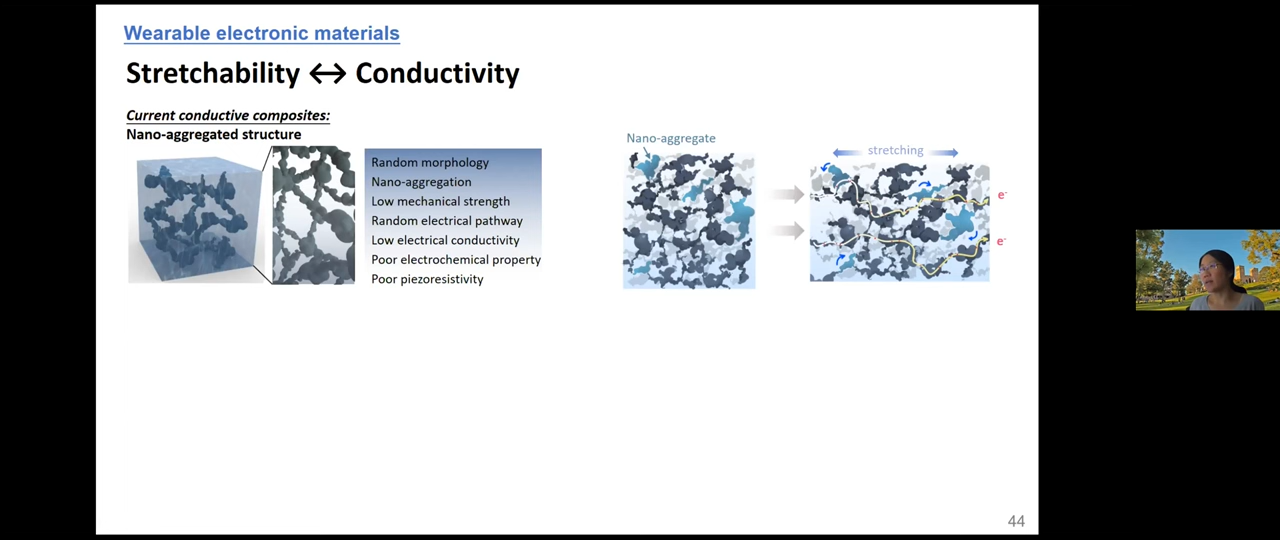 Wearable electronic materials
Stretchability ↔ Conductivity
Current conductive composites:
Nano-aggregated structure
Random morphology
Nano-aggregation
Low mechanical strength
Random electrical pathway
Low electrical conductivity
Poor electrochemical property
Poor piezoresistivity
Nano-aggregate
stretching
e⁻
e⁻
44